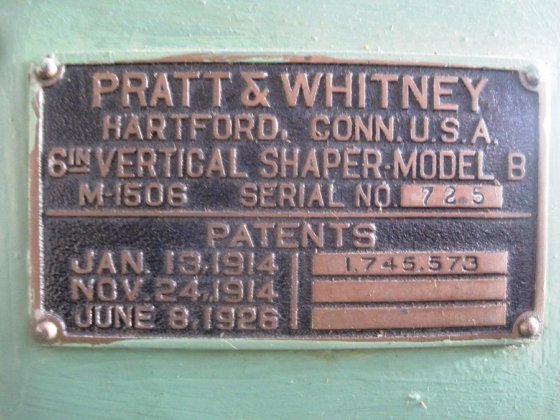 PRATT & WHITNEY
HARTFORD, CONN. U.S.A.
6IN VERTICAL SHAPER-MODEL B
M-1506 SERIAL NO. 725
PATENTS
JAN. 13, 1914 1.745.573
NOV. 24, 1914
JUNE 8, 1926